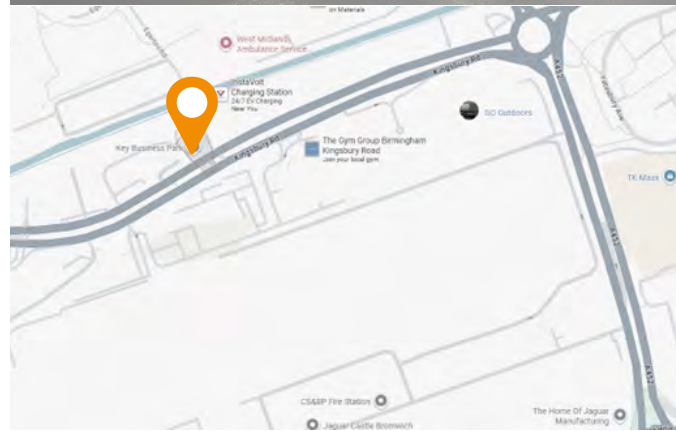 on Materials
West Midlands
Ambulance Service
InstaVolt
Charging Station
24/7 EV Charging
Near You
Kingsbury Rd
A452
GO Outdoors
Key Business Park
Kingsbury Rd
The Gym Group Birmingham
Kingsbury Road
Join your local gym
TK Maxx
A452
A452
CS&BP Fire Station
Jaguar Castle Bromwich
The Home Of Jaguar
Manufacturing